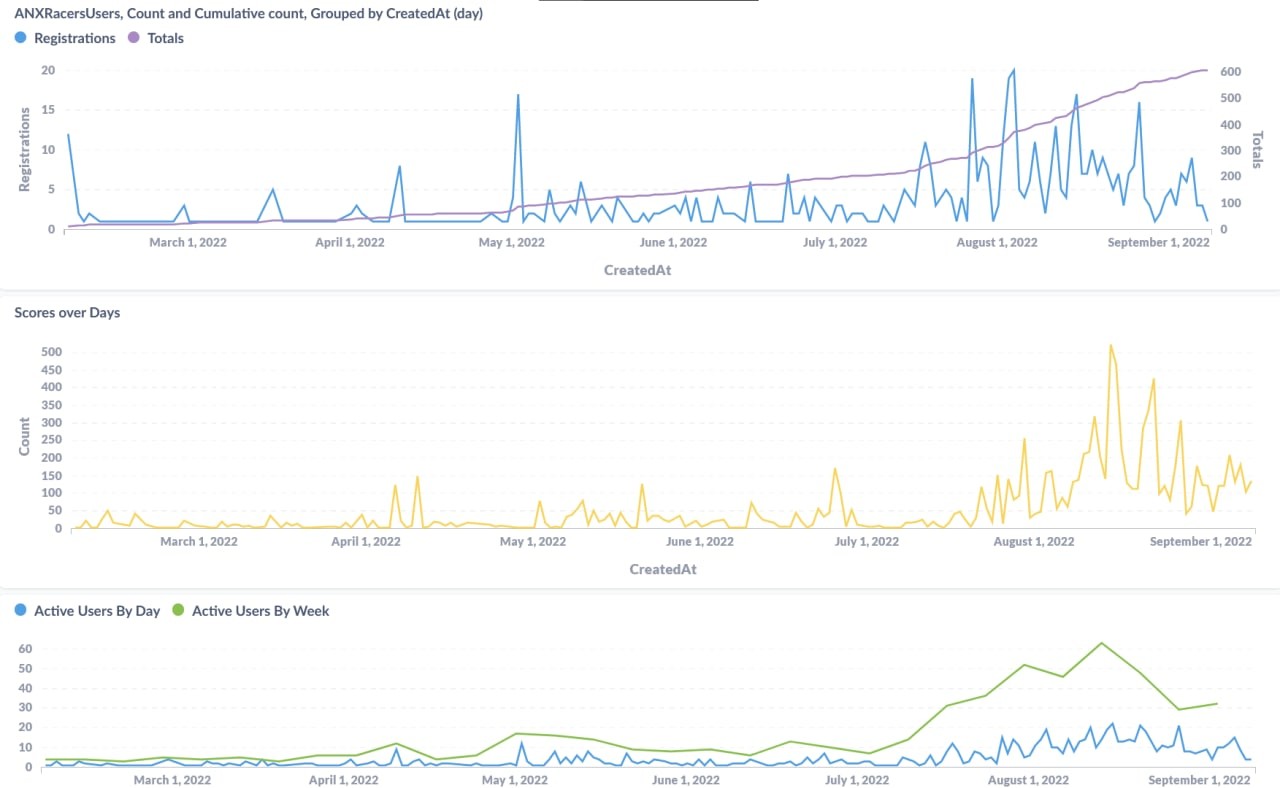 ANXRacersUsers, Count and Cumulative count, Grouped by CreatedAt (day)
Registrations Totals
20 600
500
15
400
10 300
200
5
100
0 0
Registrations
Totals
March 1, 2022 April 1, 2022 May 1, 2022 June 1, 2022 July 1, 2022 August 1, 2022 September 1, 2022
CreatedAt
Scores over Days
500
450
400
350
300
250
200
150
100
50
0
Count
March 1, 2022 April 1, 2022 May 1, 2022 June 1, 2022 July 1, 2022 August 1, 2022 September 1, 2022
CreatedAt
Active Users By Day Active Users By Week
60
50
40
30
20
10
0
March 1, 2022 April 1, 2022 May 1, 2022 June 1, 2022 July 1, 2022 August 1, 2022 September 1, 2022